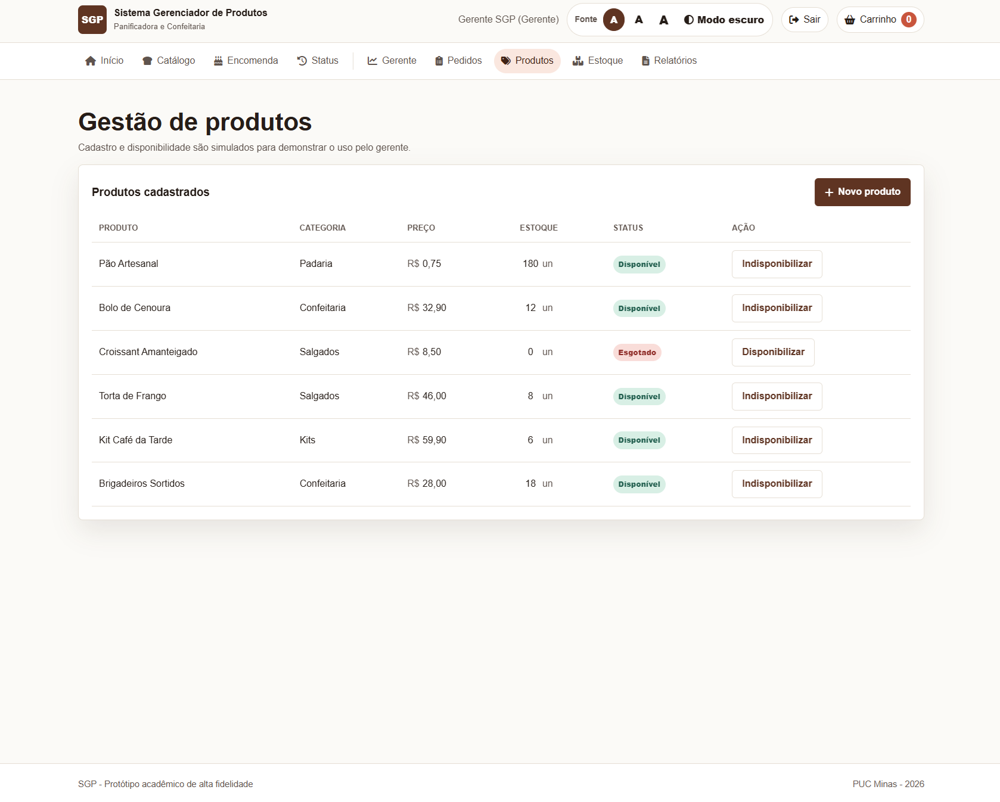 SGP
Sistema Gerenciador de Produtos
Panificadora e Confeitaria
Gerente SGP (Gerente)
Fonte A A A Modo escuro
Sair
Carrinho 0
Início Catálogo Encomenda Status Gerente Pedidos Produtos Estoque Relatórios
Gestão de produtos
Cadastro e disponibilidade são simulados para demonstrar o uso pelo gerente.
Produtos cadastrados
+ Novo produto
PRODUTO CATEGORIA PREÇO ESTOQUE STATUS AÇÃO
Pão Artesanal Padaria R$ 0,75 180 un Disponível Indisponibilizar
Bolo de Cenoura Confeitaria R$ 32,90 12 un Disponível Indisponibilizar
Croissant Amanteigado Salgados R$ 8,50 0 un Esgotado Disponibilizar
Torta de Frango Salgados R$ 46,00 8 un Disponível Indisponibilizar
Kit Café da Tarde Kits R$ 59,90 6 un Disponível Indisponibilizar
Brigadeiros Sortidos Confeitaria R$ 28,00 18 un Disponível Indisponibilizar
SGP - Protótipo acadêmico de alta fidelidade
PUC Minas - 2026